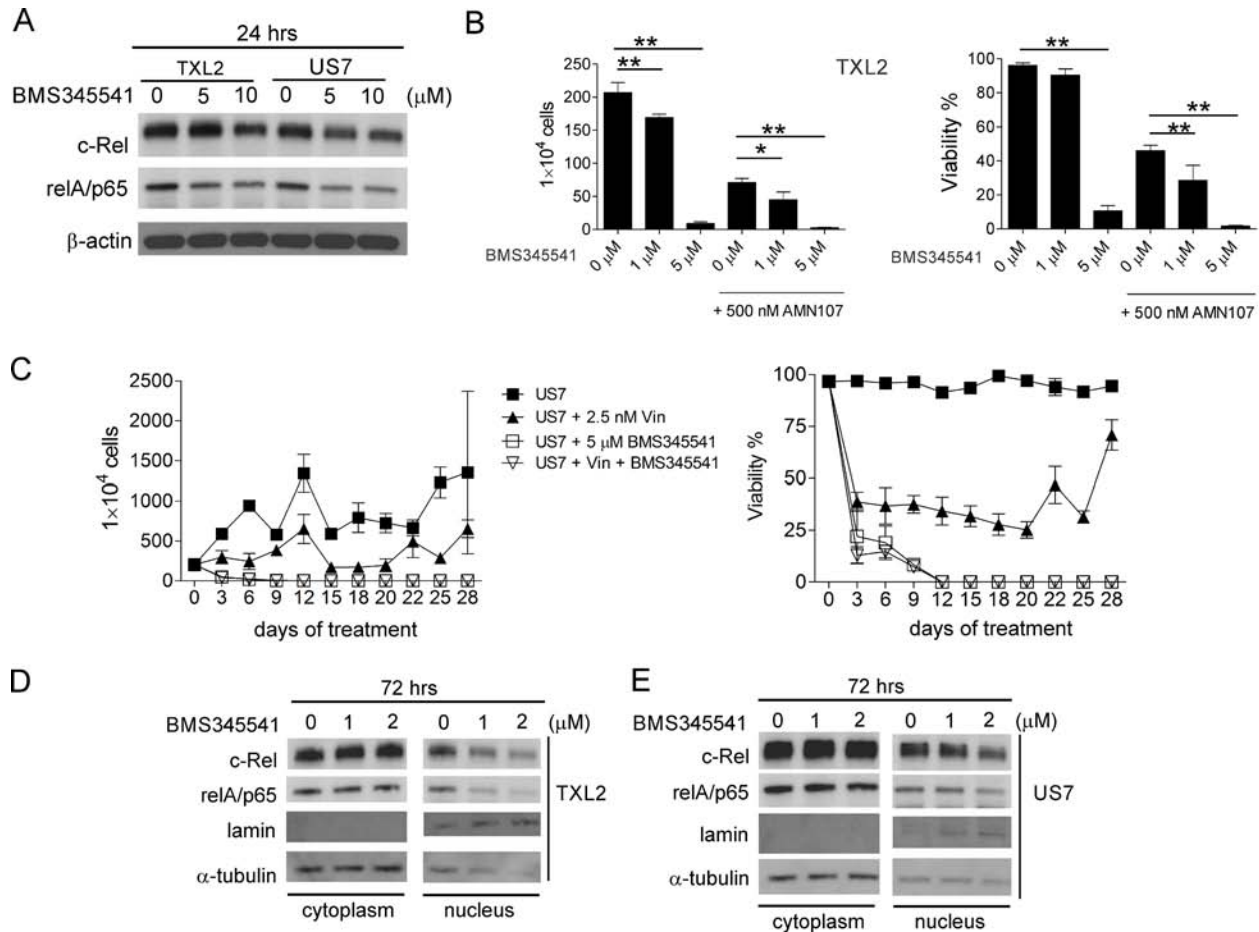 A
24 hrs
TXL2 US7
BMS345541 0 5 10 0 5 10 (μM)
c-Rel
relA/p65
β-actin
B
TXL2
1×10⁴ cells
250
200
150
100
50
0
** ** ** *
BMS345541
0 μM 1 μM 5 μM 0 μM 1 μM 5 μM
+ 500 nM AMN107
Viability %
100
80
60
40
20
0
** ** **
BMS345541
0 μM 1 μM 5 μM 0 μM 1 μM 5 μM
+ 500 nM AMN107
C
1×10⁴ cells
2500
2000
1500
1000
500
0
0 3 6 9 12 15 18 20 22 25 28
days of treatment
US7
US7 + 2.5 nM Vin
US7 + 5 μM BMS345541
US7 + Vin + BMS345541
Viability %
100
75
50
25
0
0 3 6 9 12 15 18 20 22 25 28
days of treatment
D
72 hrs
BMS345541 0 1 2 0 1 2 (μM)
c-Rel
relA/p65
lamin
α-tubulin
TXL2
cytoplasm nucleus
E
72 hrs
BMS345541 0 1 2 0 1 2 (μM)
c-Rel
relA/p65
lamin
α-tubulin
US7
cytoplasm nucleus